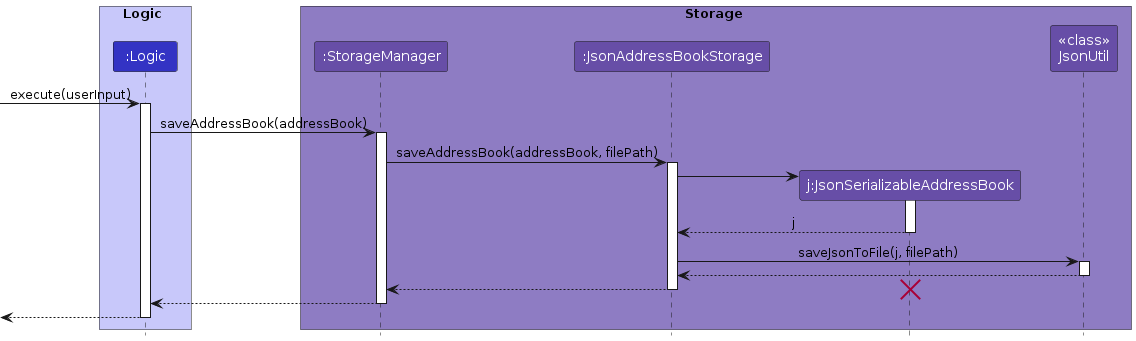 Logic
Storage
:Logic
:StorageManager
:JsonAddressBookStorage
«class»
JsonUtil
execute(userInput)
saveAddressBook(addressBook)
saveAddressBook(addressBook, filePath)
j:JsonSerializableAddressBook
j
saveJsonToFile(j, filePath)